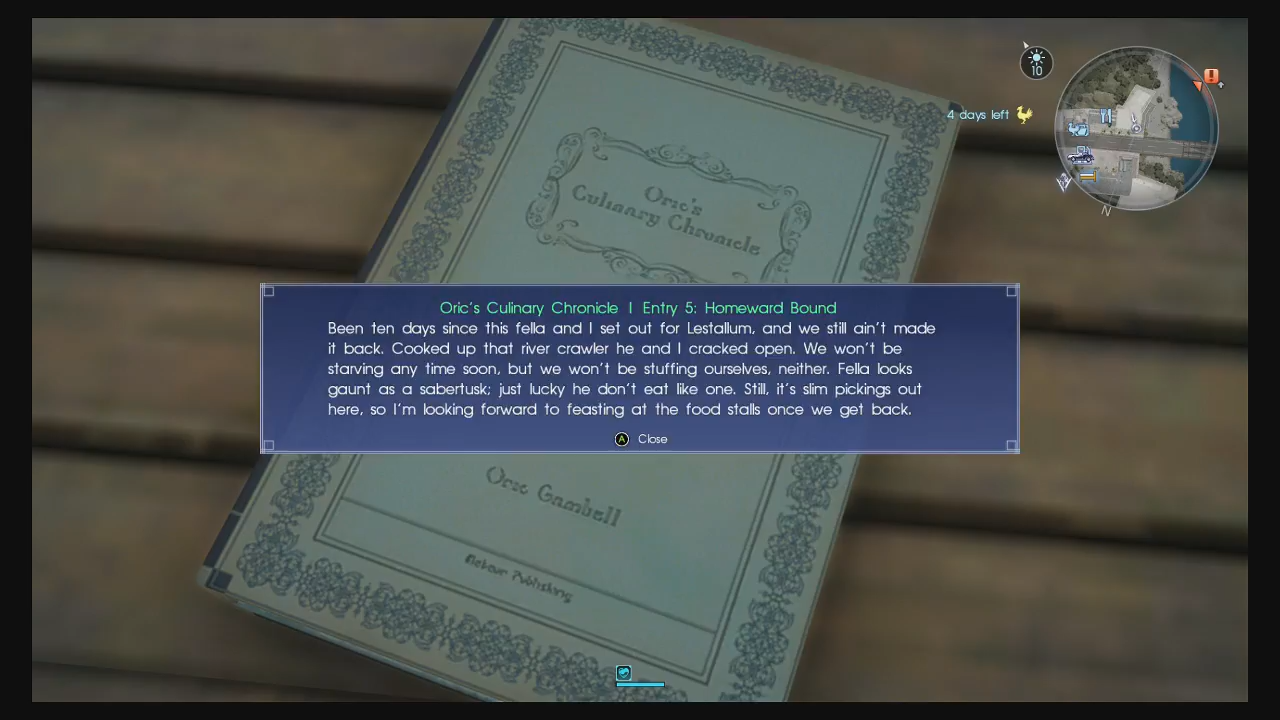 10
4 days left
Oric's
Culinary Chronicle
Oric's Culinary Chronicle | Entry 5: Homeward Bound
Been ten days since this fella and I set out for Lestallum, and we still ain't made
it back. Cooked up that river crawler he and I cracked open. We won't be
starving any time soon, but we won't be stuffing ourselves, neither. Fella looks
gaunt as a sabertusk; just lucky he don't eat like one. Still, it's slim pickings out
here, so I'm looking forward to feasting at the food stalls once we get back.
A Close
Oric Gambell
Publishing
N